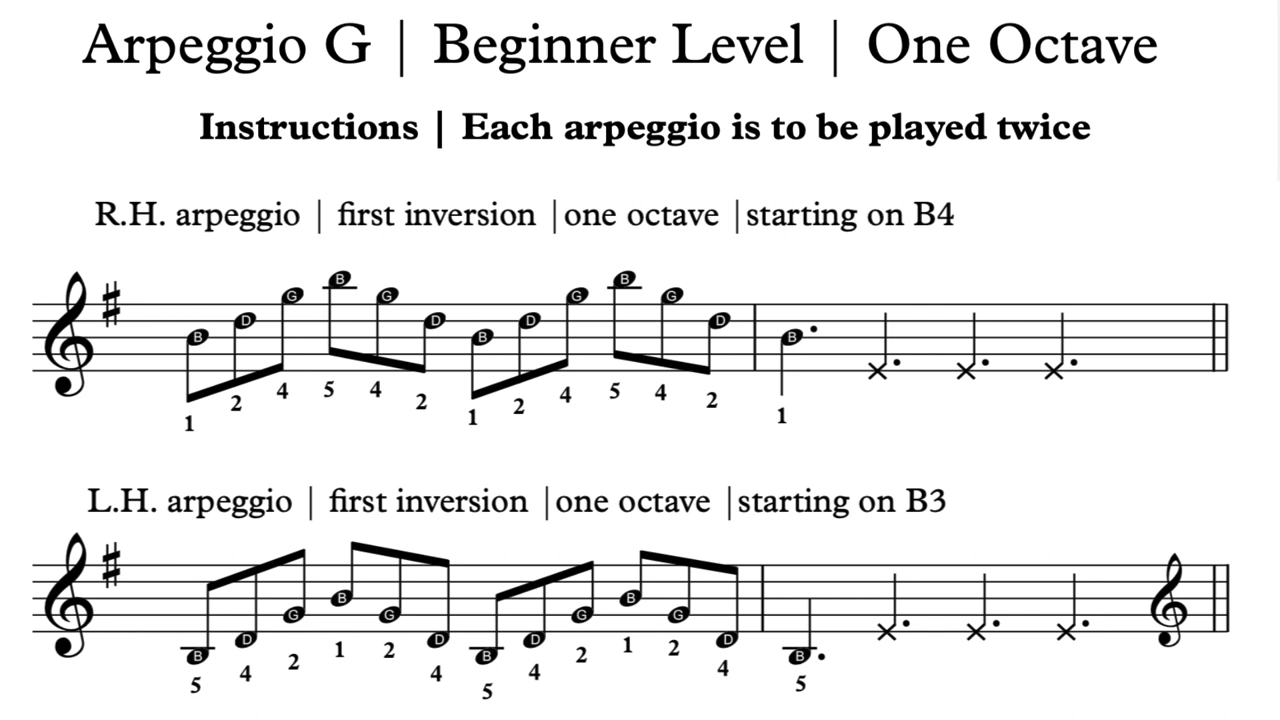 Arpeggio G | Beginner Level | One Octave
Instructions | Each arpeggio is to be played twice
R.H. arpeggio | first inversion |one octave |starting on B4
B D G B G D B D G B G D B
1 2 4 5 4 2 1 2 4 5 4 2 1
L.H. arpeggio | first inversion |one octave |starting on B3
B D G B G D B D G B G D B
5 4 2 1 2 4 5 4 2 1 2 4 5